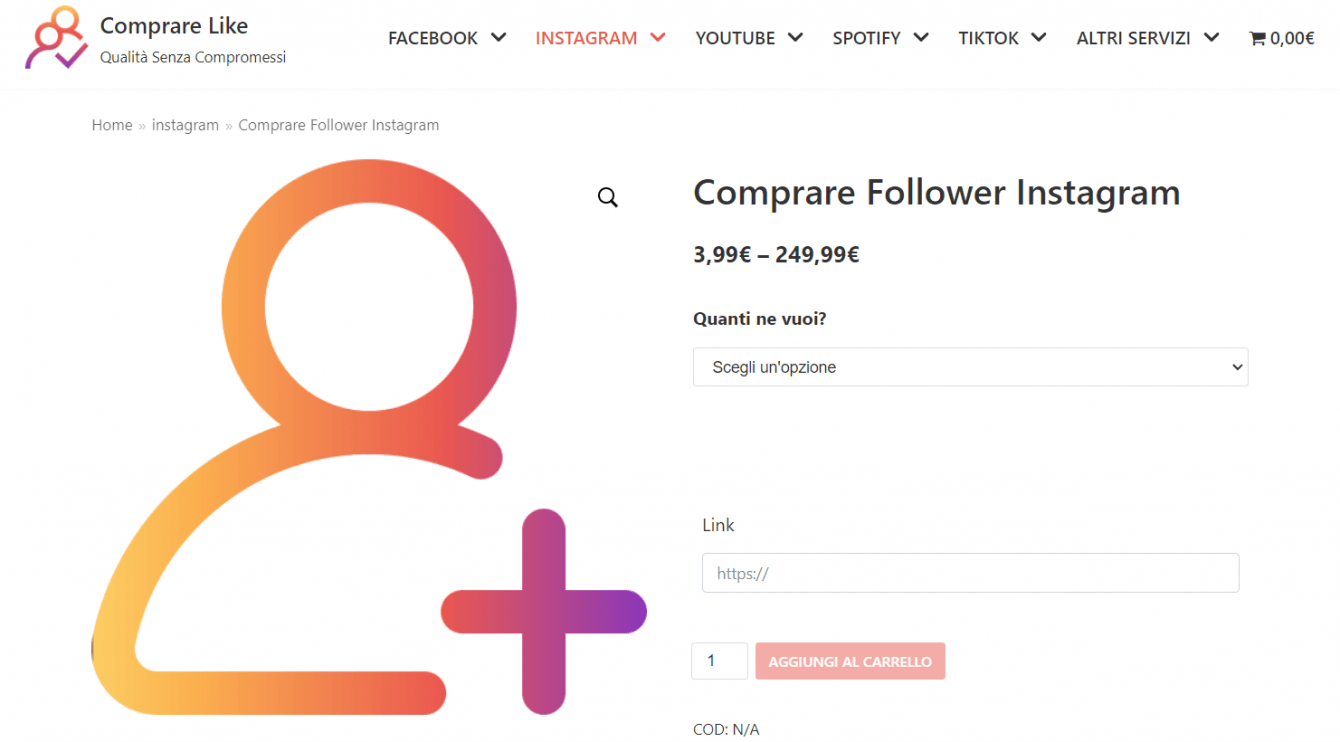 Comprare Like
Qualità Senza Compromessi
FACEBOOK INSTAGRAM YOUTUBE SPOTIFY TIKTOK ALTRI SERVIZI 0,00€
Home » instagram » Comprare Follower Instagram
Comprare Follower Instagram
3,99€ – 249,99€
Quanti ne vuoi?
Scegli un'opzione
Link
https://
1 AGGIUNGI AL CARRELLO
COD: N/A